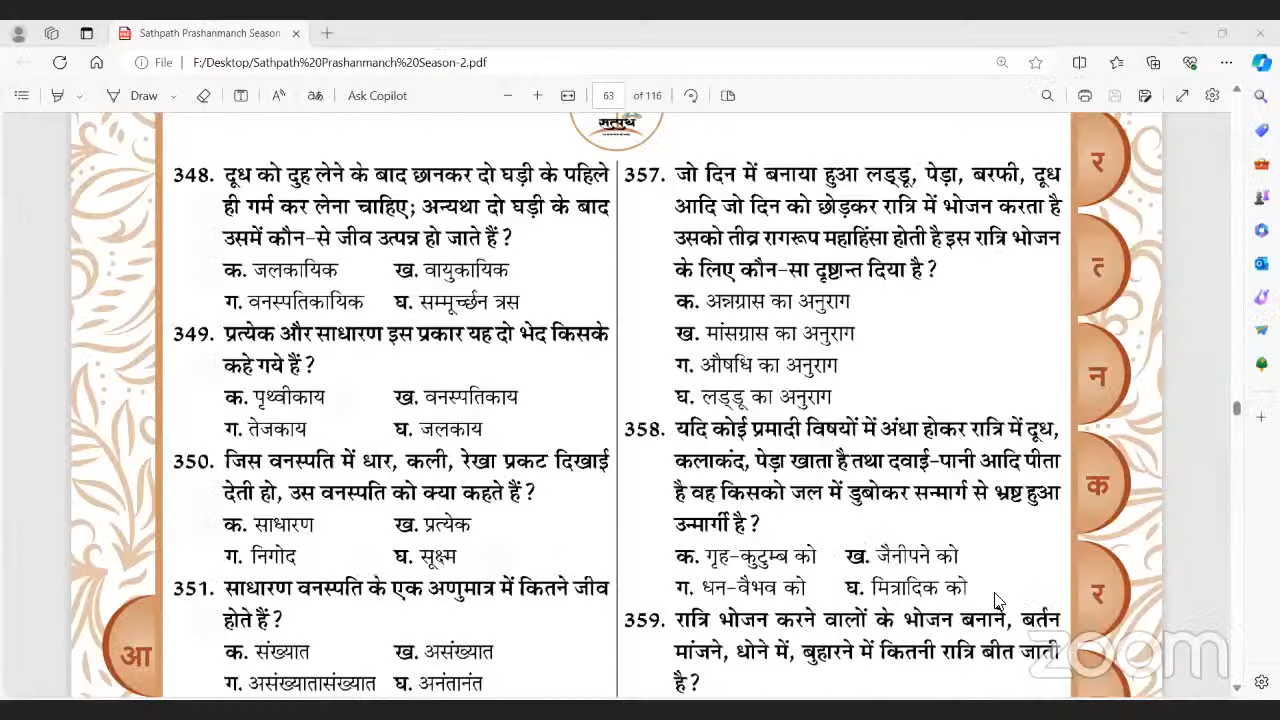 Sathpath Prashanmanch Season
File | F:/Desktop/Sathpath%20Prashanmanch%20Season-2.pdf
Draw
Ask Copilot
63 of 116
सत्पथ
348. दूध को दुह लेने के बाद छानकर दो घड़ी के पहिले
ही गर्म कर लेना चाहिए; अन्यथा दो घड़ी के बाद
उसमें कौन-से जीव उत्पन्न हो जाते हैं ?
क. जलकायिक ख. वायुकायिक
ग. वनस्पतिकायिक घ. सम्मूर्च्छन त्रस
349. प्रत्येक और साधारण इस प्रकार यह दो भेद किसके
कहे गये हैं ?
क. पृथ्वीकाय ख. वनस्पतिकाय
ग. तेजकाय घ. जलकाय
350. जिस वनस्पति में धार, कली, रेखा प्रकट दिखाई
देती हो, उस वनस्पति को क्या कहते हैं ?
क. साधारण ख. प्रत्येक
ग. निगोद घ. सूक्ष्म
351. साधारण वनस्पति के एक अणुमात्र में कितने जीव
होते हैं ?
क. संख्यात ख. असंख्यात
ग. असंख्यातासंख्यात घ. अनंतानंत
357. जो दिन में बनाया हुआ लड्डू, पेड़ा, बरफी, दूध
आदि जो दिन को छोड़कर रात्रि में भोजन करता है
उसको तीव्र रागरूप महाहिंसा होती है इस रात्रि भोजन
के लिए कौन-सा दृष्टान्त दिया है ?
क. अन्नग्रास का अनुराग
ख. मांसग्रास का अनुराग
ग. औषधि का अनुराग
घ. लड्डू का अनुराग
358. यदि कोई प्रमादी विषयों में अंधा होकर रात्रि में दूध,
कलाकंद, पेड़ा खाता है तथा दवाई-पानी आदि पीता
है वह किसको जल में डुबोकर सन्मार्ग से भ्रष्ट हुआ
उन्मार्गी है ?
क. गृह-कुटुम्ब को ख. जैनीपने को
ग. धन-वैभव को घ. मित्रादिक को
359. रात्रि भोजन करने वालों के भोजन बनाने, बर्तन
मांजने, धोने में, बुहारने में कितनी रात्रि बीत जाती
है ?
आ
र
त
न
क
र
zoom